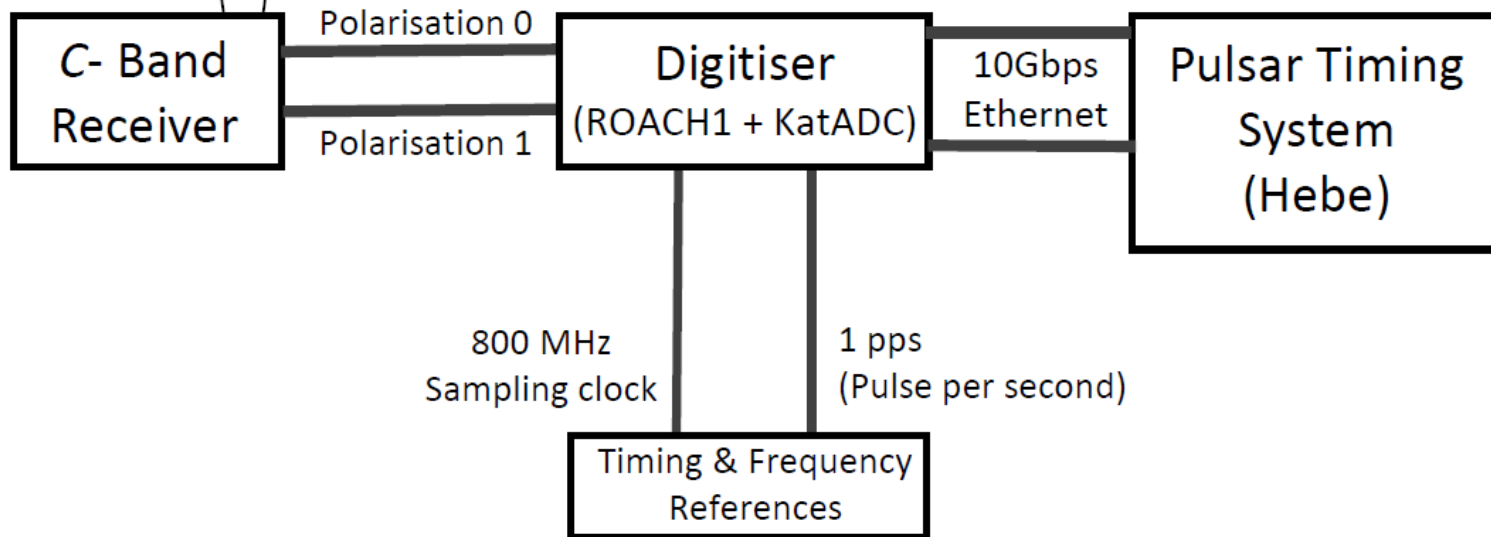 C- Band
Receiver
Polarisation 0
Polarisation 1
Digitiser
(ROACH1 + KatADC)
10Gbps
Ethernet
Pulsar Timing
System
(Hebe)
800 MHz
Sampling clock
1 pps
(Pulse per second)
Timing & Frequency
References